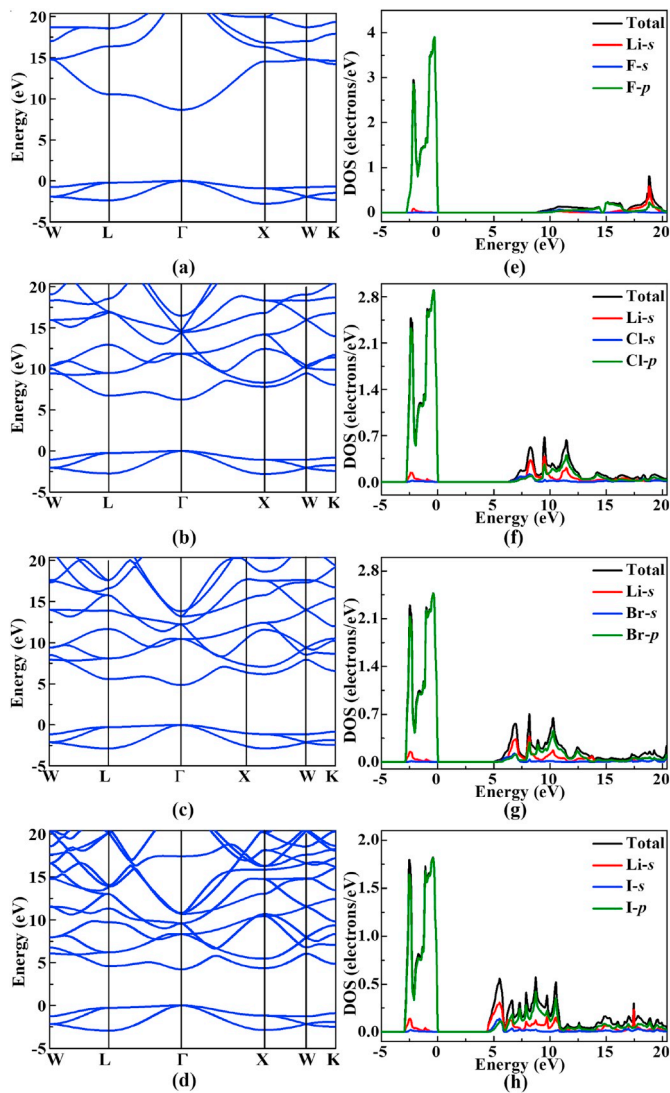 20
15
10
5
0
-5
Energy (eV)
W L Γ X W K
(a)
4
3
2
1
0
DOS (electrons/eV)
Total
Li-s
F-s
F-p
-5 0 5 10 15 20
Energy (eV)
(e)
20
15
10
5
0
-5
Energy (eV)
W L Γ X W K
(b)
2.8
2.1
1.4
0.7
0.0
DOS (electrons/eV)
Total
Li-s
Cl-s
Cl-p
-5 0 5 10 15 20
Energy (eV)
(f)
20
15
10
5
0
-5
Energy (eV)
W L Γ X W K
(c)
2.8
2.1
1.4
0.7
0.0
DOS (electrons/eV)
Total
Li-s
Br-s
Br-p
-5 0 5 10 15 20
Energy (eV)
(g)
20
15
10
5
0
-5
Energy (eV)
W L Γ X W K
(d)
2.0
1.5
1.0
0.5
0.0
DOS (electrons/eV)
Total
Li-s
I-s
I-p
-5 0 5 10 15 20
Energy (eV)
(h)